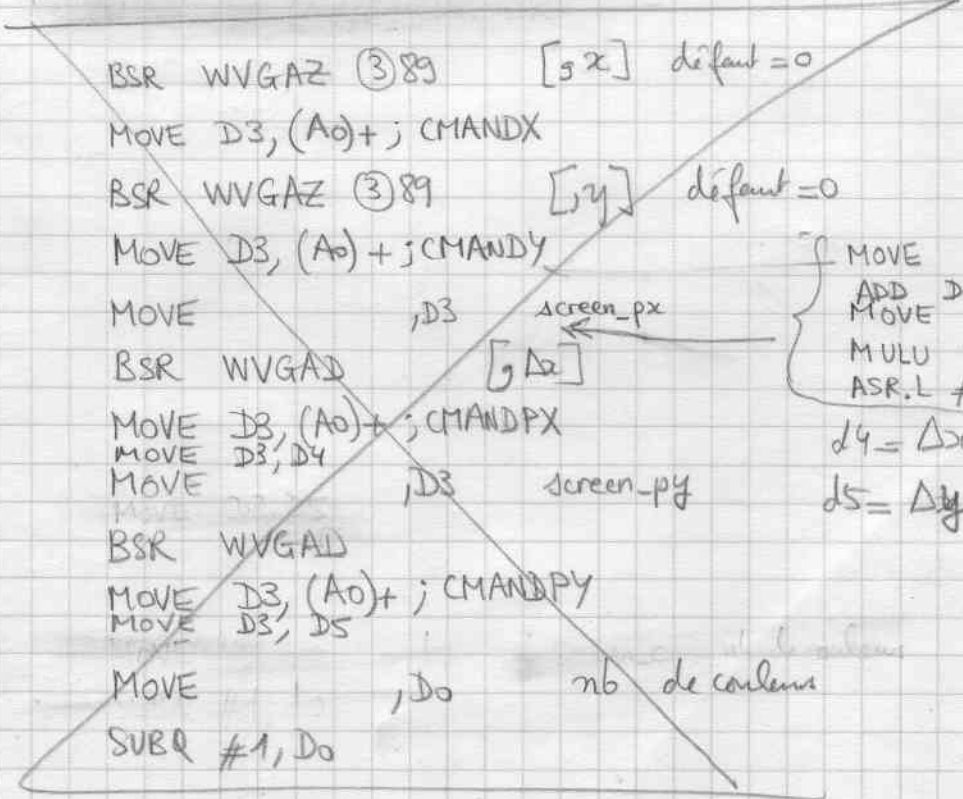 BSR WVGAZ ③89 [,x] défaut = 0
MOVE D3, (A0)+ ; CMANDX
BSR WVGAZ ③89 [,y] défaut = 0
MOVE D3, (A0)+ ; CMANDY
MOVE ,D3 screen_px
BSR WVGAD [,Δx]
MOVE D3, (A0)+ ; CMANDPX
MOVE D3, D4
MOVE ,D3 screen_py
BSR WVGAD
MOVE D3, (A0)+ ; CMANDPY
MOVE D3, D5
MOVE ,D0 nb de couleurs
SUBQ #1, D0
MOVE
ADD D
MOVE
MULU
ASR.L #
d4 = Δx
d5 = Δy